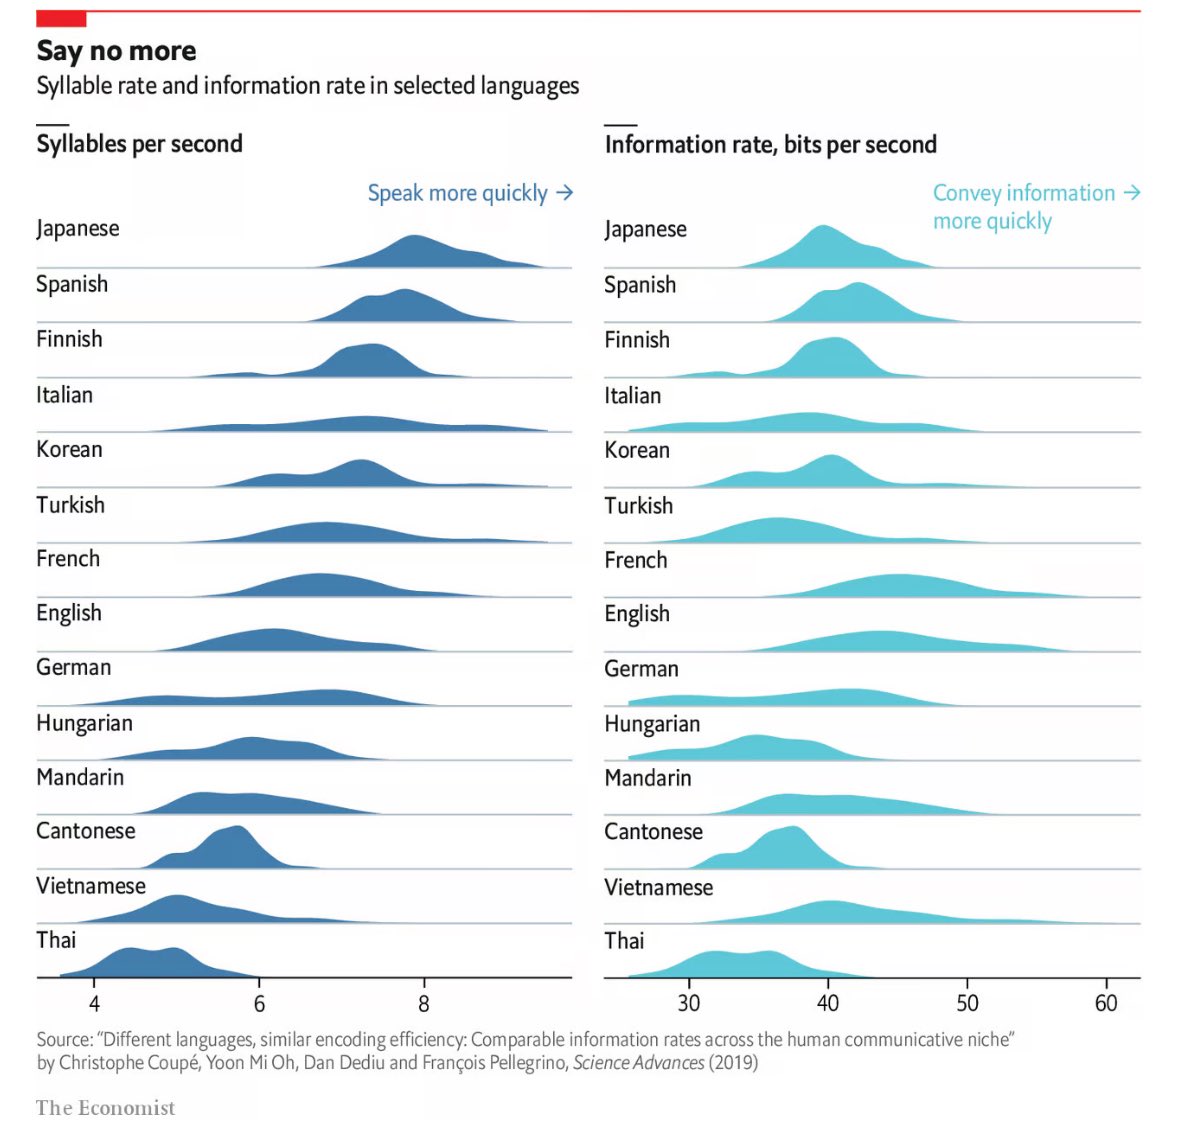 Say no more
Syllable rate and information rate in selected languages
Syllables per second
Speak more quickly →
Japanese
Spanish
Finnish
Italian
Korean
Turkish
French
English
German
Hungarian
Mandarin
Cantonese
Vietnamese
Thai
4 6 8
Information rate, bits per second
Convey information →
more quickly
Japanese
Spanish
Finnish
Italian
Korean
Turkish
French
English
German
Hungarian
Mandarin
Cantonese
Vietnamese
Thai
30 40 50 60
Source: “Different languages, similar encoding efficiency: Comparable information rates across the human communicative niche”
by Christophe Coupé, Yoon Mi Oh, Dan Dediu and François Pellegrino, Science Advances (2019)
The Economist